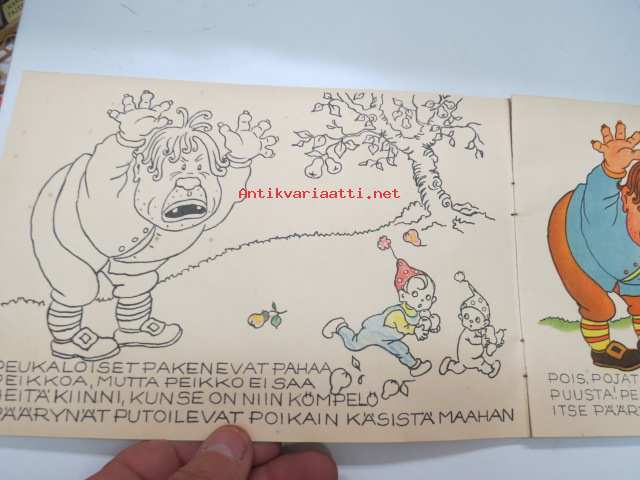 Antikvariaatti.net
PEUKALOISET PAKENEVAT PAHAA
PEIKKOA, MUTTA PEIKKO EI SAA
HEITÄ KIINNI, KUN SE ON NIIN KÖMPELÖ
PÄÄRYNÄT PUTOILEVAT POIKAIN KÄSISTÄ MAAHAN
POIS, POJAT
PUUSTA! PE
ITSE PÄÄR